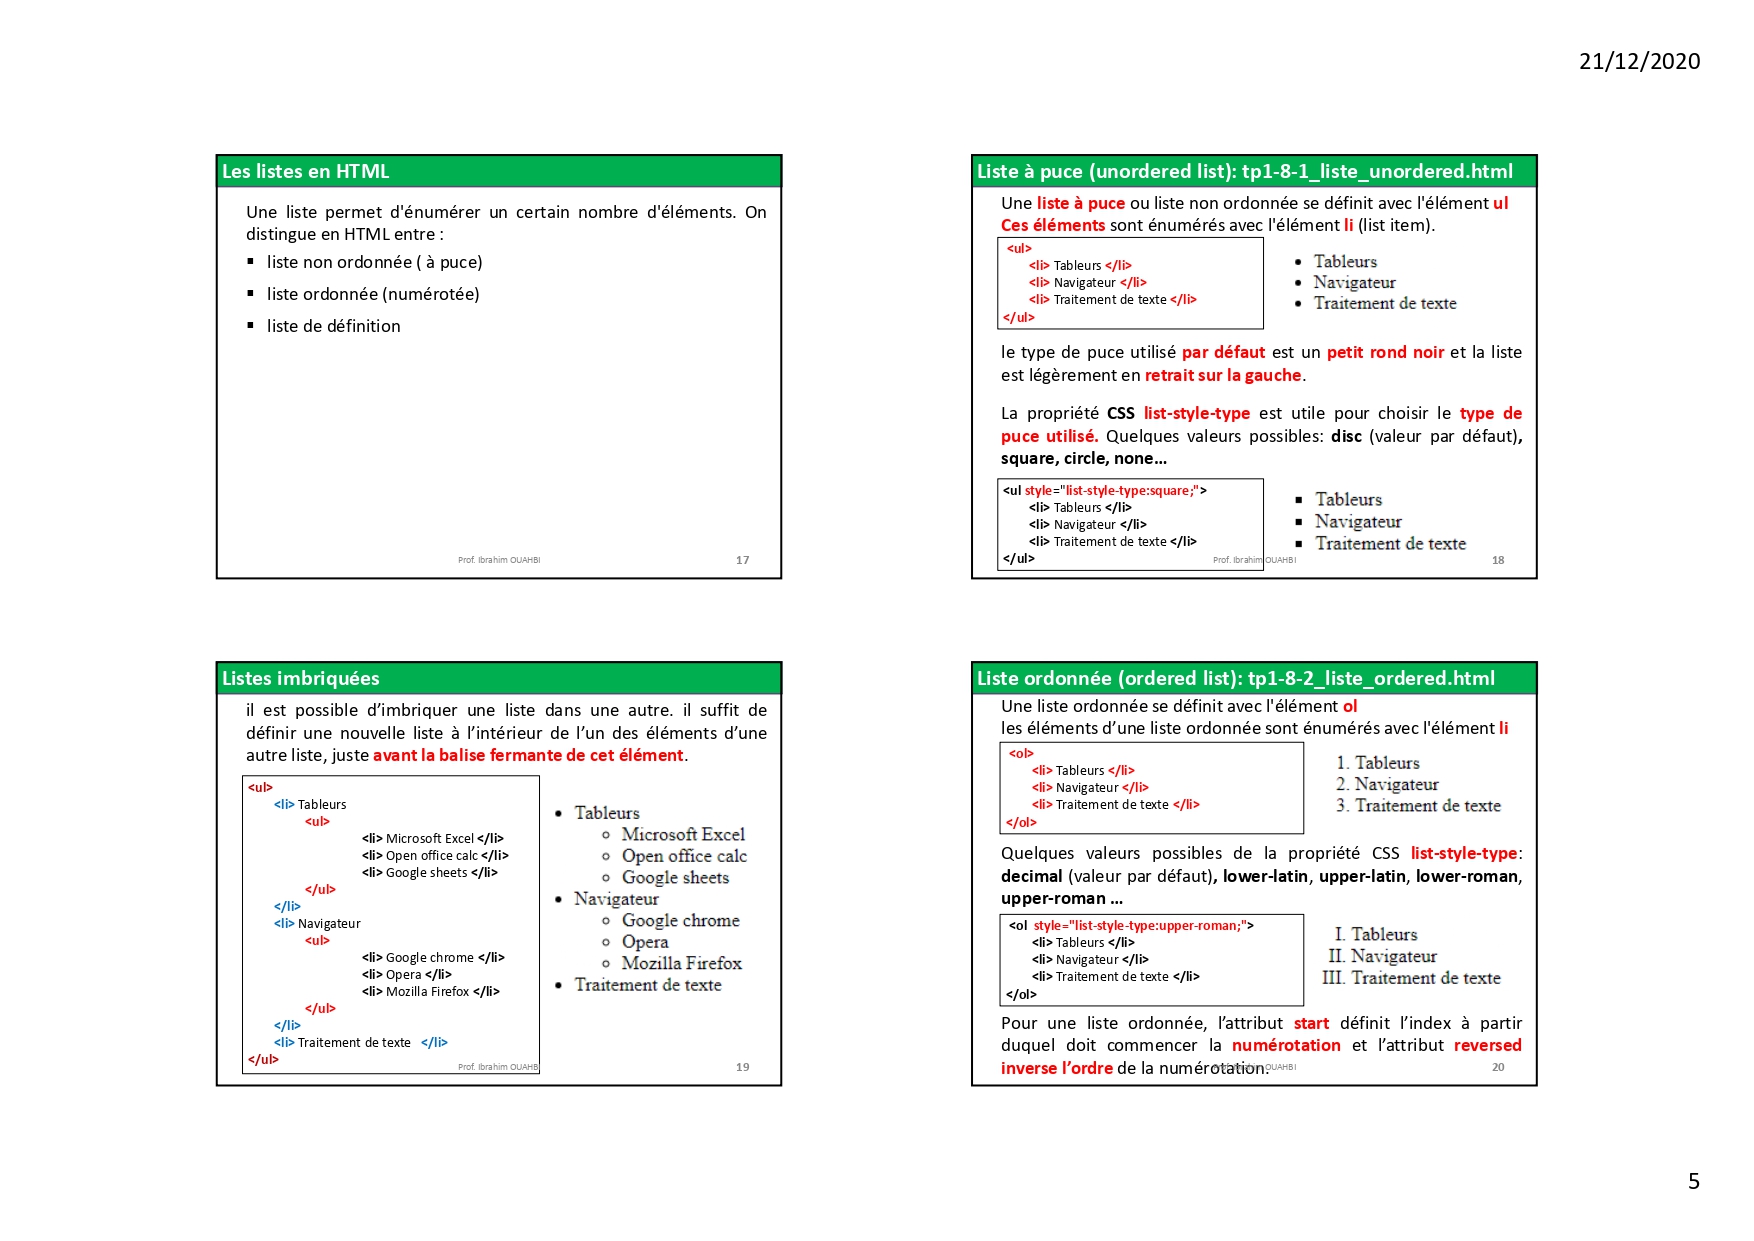 21/12/2020
Les listes en HTML
Une liste permet d'énumérer un certain nombre d'éléments. On
distingue en HTML entre :
▪ liste non ordonnée ( à puce)
▪ liste ordonnée (numérotée)
▪ liste de définition
Prof. Ibrahim OUAHBI
17
Liste à puce (unordered list): tp1-8-1_liste_unordered.html
Une liste à puce ou liste non ordonnée se définit avec l'élément ul
Ces éléments sont énumérés avec l'élément li (list item).
<ul>
<li> Tableurs </li>
<li> Navigateur </li>
<li> Traitement de texte </li>
</ul>
• Tableurs
• Navigateur
• Traitement de texte
le type de puce utilisé par défaut est un petit rond noir et la liste
est légèrement en retrait sur la gauche.
La propriété CSS list-style-type est utile pour choisir le type de
puce utilisé. Quelques valeurs possibles: disc (valeur par défaut),
square, circle, none…
<ul style="list-style-type:square;">
<li> Tableurs </li>
<li> Navigateur </li>
<li> Traitement de texte </li>
</ul>
▪ Tableurs
▪ Navigateur
▪ Traitement de texte
Prof. Ibrahim OUAHBI
18
Listes imbriquées
il est possible d’imbriquer une liste dans une autre. il suffit de
définir une nouvelle liste à l’intérieur de l’un des éléments d’une
autre liste, juste avant la balise fermante de cet élément.
<ul>
<li> Tableurs
<ul>
<li> Microsoft Excel </li>
<li> Open office calc </li>
<li> Google sheets </li>
</ul>
</li>
<li> Navigateur
<ul>
<li> Google chrome </li>
<li> Opera </li>
<li> Mozilla Firefox </li>
</ul>
</li>
<li> Traitement de texte </li>
</ul>
• Tableurs
◦ Microsoft Excel
◦ Open office calc
◦ Google sheets
• Navigateur
◦ Google chrome
◦ Opera
◦ Mozilla Firefox
• Traitement de texte
Prof. Ibrahim OUAHBI
19
Liste ordonnée (ordered list): tp1-8-2_liste_ordered.html
Une liste ordonnée se définit avec l'élément ol
les éléments d’une liste ordonnée sont énumérés avec l'élément li
<ol>
<li> Tableurs </li>
<li> Navigateur </li>
<li> Traitement de texte </li>
</ol>
1. Tableurs
2. Navigateur
3. Traitement de texte
Quelques valeurs possibles de la propriété CSS list-style-type:
decimal (valeur par défaut), lower-latin, upper-latin, lower-roman,
upper-roman …
<ol style="list-style-type:upper-roman;">
<li> Tableurs </li>
<li> Navigateur </li>
<li> Traitement de texte </li>
</ol>
I. Tableurs
II. Navigateur
III. Traitement de texte
Pour une liste ordonnée, l’attribut start définit l’index à partir
duquel doit commencer la numérotation et l’attribut reversed
inverse l’ordre de la numérotation.
Prof. Ibrahim OUAHBI
20
5